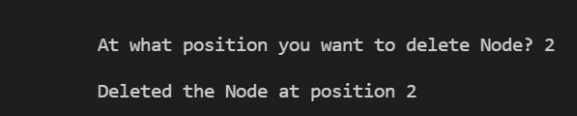 At what position you want to delete Node? 2
Deleted the Node at position 2